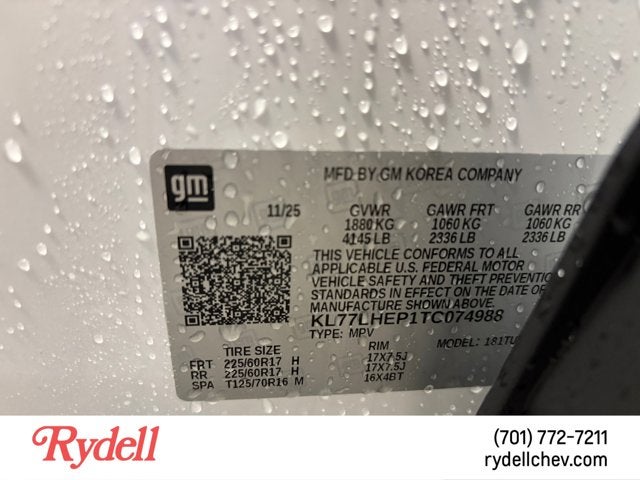 gm
MFD BY GM KOREA COMPANY
11/25 GVWR GAWR FRT GAWR RR
1880 KG 1060 KG 1060 KG
4145 LB 2336 LB 2336 LB
THIS VEHICLE CONFORMS TO ALL
APPLICABLE U.S. FEDERAL MOTOR
VEHICLE SAFETY AND THEFT PREVENTIO
STANDARDS IN EFFECT ON THE DATE O
MANUFACTURE SHOWN ABOVE.
KL77LHEP1TC074988
TYPE: MPV MODEL: 181TU
TIRE SIZE RIM
FRT 225/60R17 H 17X7.5J
RR 225/60R17 H 17X7.5J
SPA T125/70R16 M 16X4BT
Rydell
(701) 772-7211
rydellchev.com